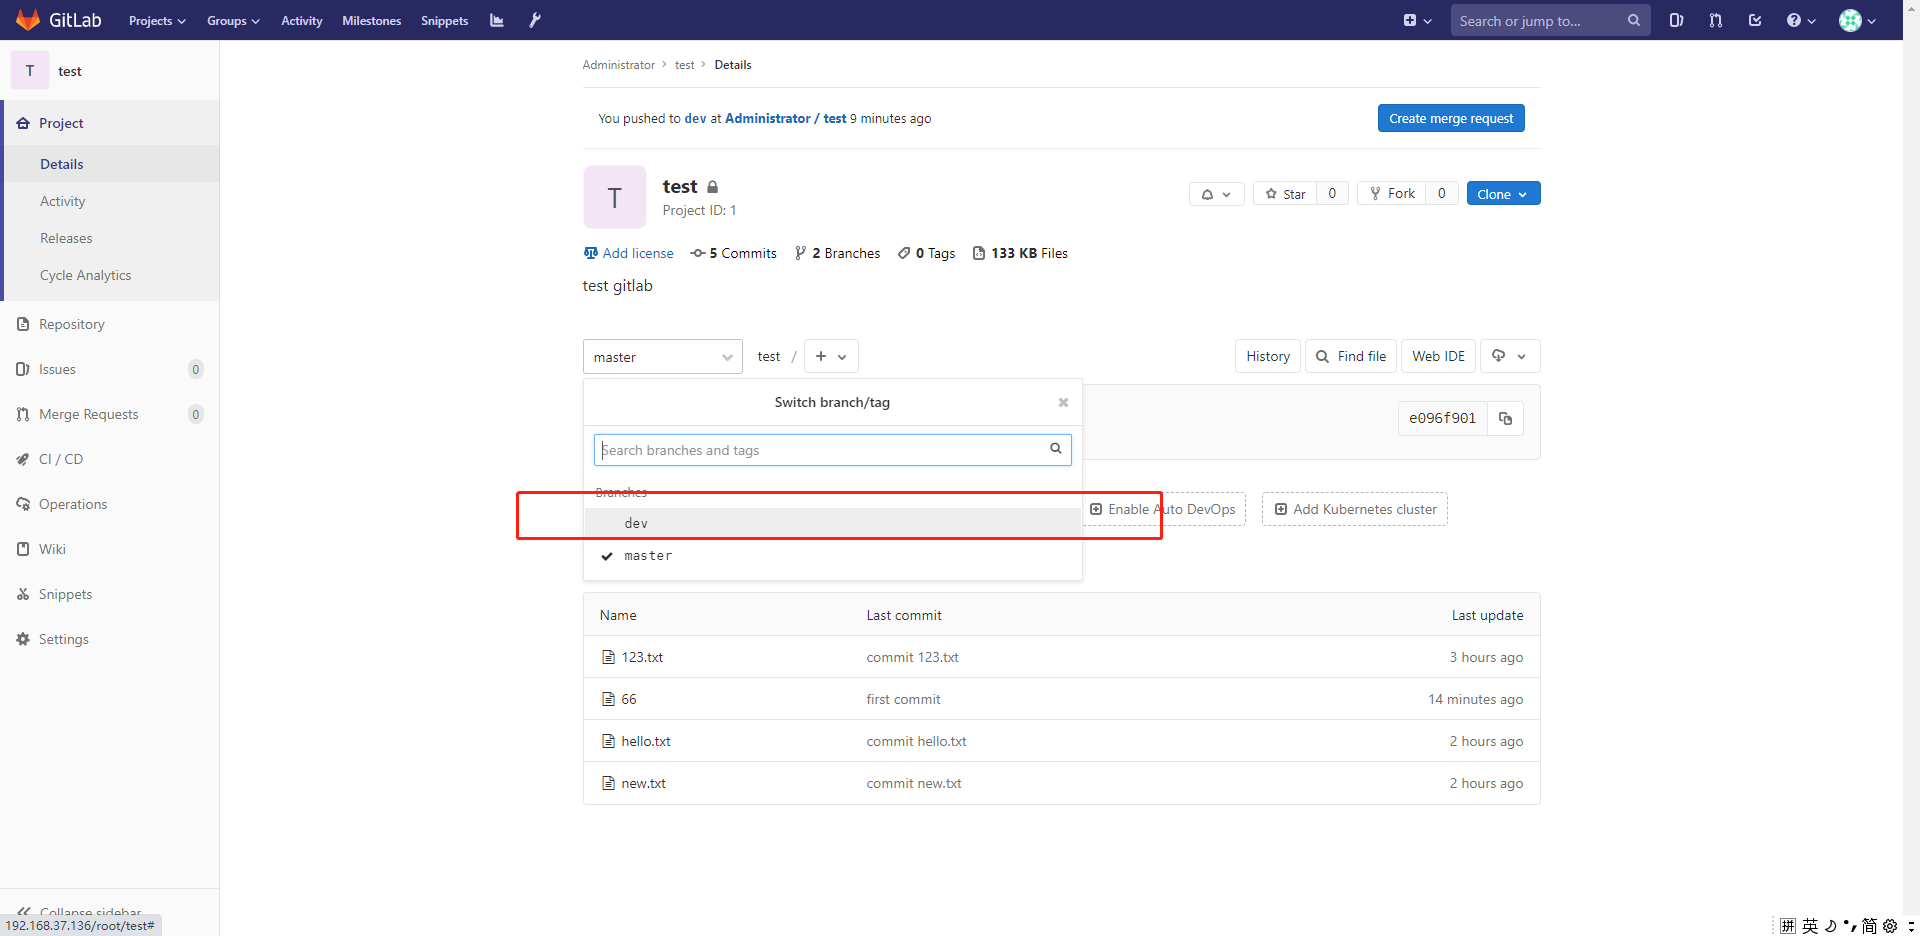 GitLab Projects Groups Activity Milestones Snippets Search or jump to...
T test
Project
Details
Activity
Releases
Cycle Analytics
Repository
Issues 0
Merge Requests 0
CI / CD
Operations
Wiki
Snippets
Settings
Collapse sidebar
192.168.37.136/root/test#
Administrator > test > Details
You pushed to dev at Administrator / test 9 minutes ago Create merge request
T
test
Project ID: 1
Star 0 Fork 0 Clone
Add license 5 Commits 2 Branches 0 Tags 133 KB Files
test gitlab
master test / + History Find file Web IDE
Switch branch/tag
e096f901
Search branches and tags
Branches
dev
master
Enable Auto DevOps Add Kubernetes cluster
Name Last commit Last update
123.txt commit 123.txt 3 hours ago
66 first commit 14 minutes ago
hello.txt commit hello.txt 2 hours ago
new.txt commit new.txt 2 hours ago
拼 英 简